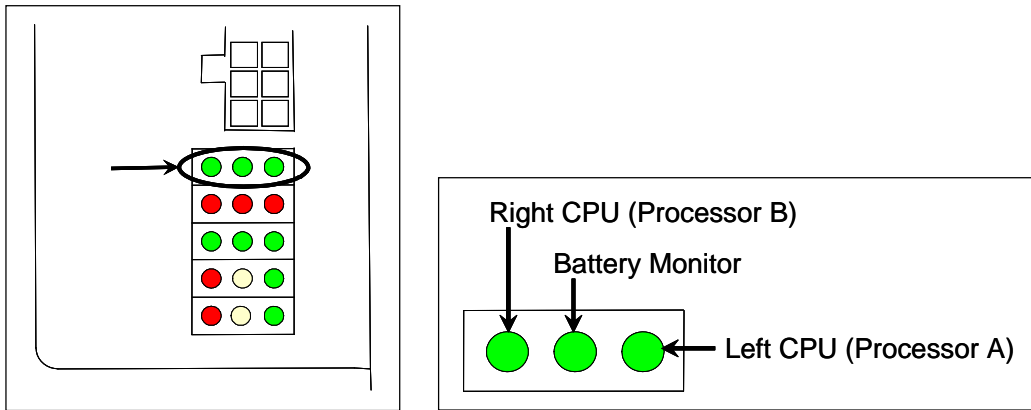 Right CPU (Processor B)
Battery Monitor
Left CPU (Processor A)